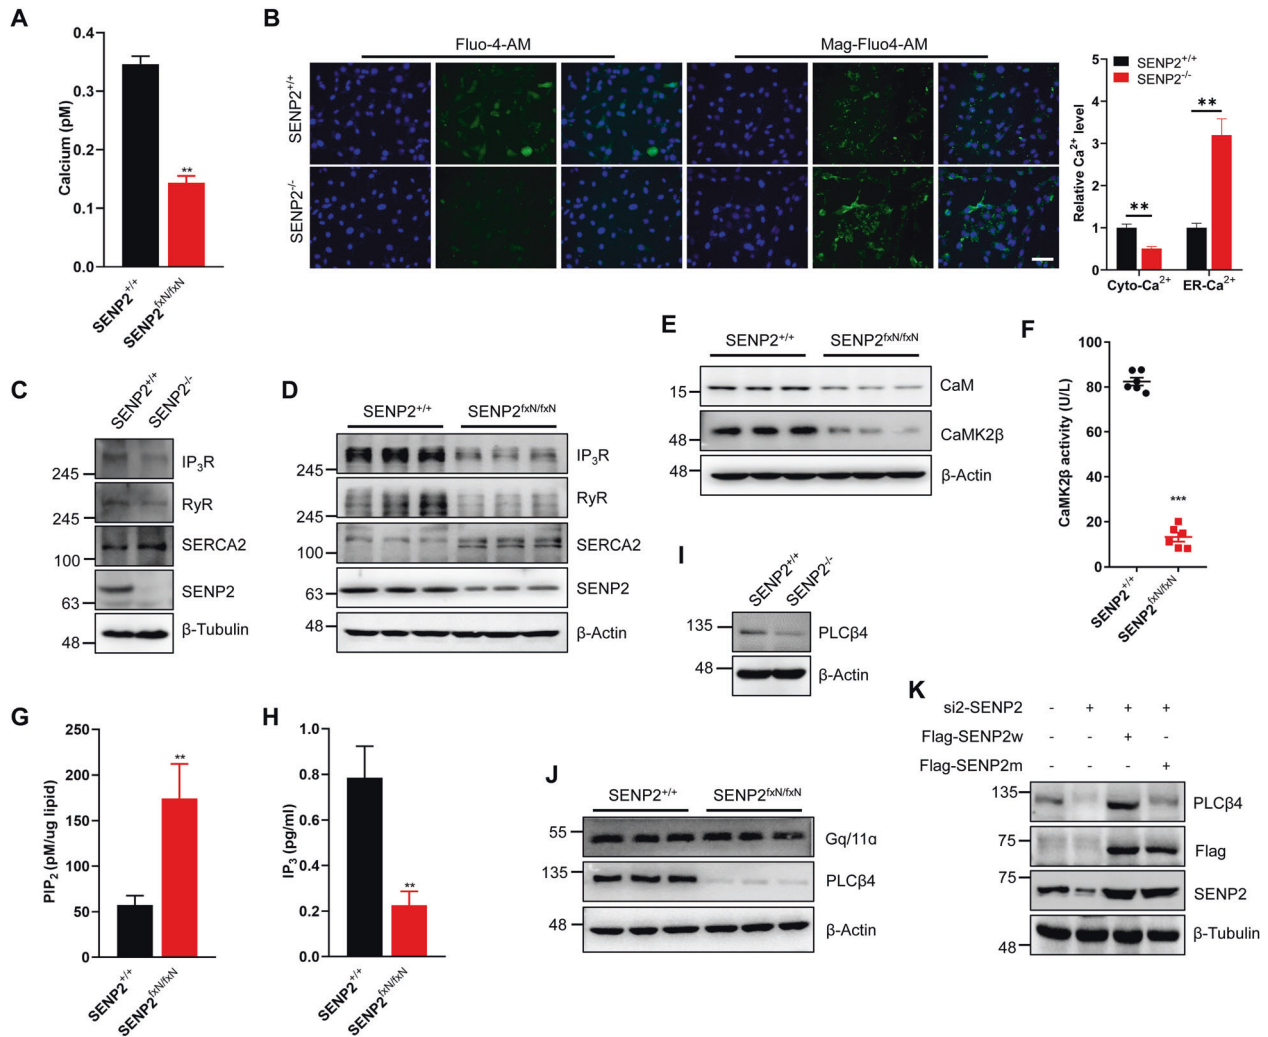 A
0.4
0.3
0.2
0.1
0.0
Calcium (pM)
**
SENP2+/+
SENP2fxN/fxN
B
Fluo-4-AM
Mag-Fluo4-AM
SENP2+/+
SENP2-/-
5
4
3
2
1
0
Relative Ca2+ level
SENP2+/+
SENP2-/-
**
**
Cyto-Ca2+
ER-Ca2+
C
SENP2+/+
SENP2-/-
245
IP3R
245
RyR
100
SERCA2
63
SENP2
48
β-Tubulin
D
SENP2+/+
SENP2fxN/fxN
245
IP3R
245
RyR
100
SERCA2
63
SENP2
48
β-Actin
E
SENP2+/+
SENP2fxN/fxN
15
CaM
48
CaMK2β
48
β-Actin
F
100
80
60
40
20
0
CaMK2β activity (U/L)
***
SENP2+/+
SENP2fxN/fxN
G
250
200
150
100
50
0
PIP2 (pM/ug lipid)
**
SENP2+/+
SENP2fxN/fxN
H
1.0
0.8
0.6
0.4
0.2
0.0
IP3 (pg/ml)
**
SENP2+/+
SENP2fxN/fxN
I
SENP2+/+
SENP2-/-
135
PLCβ4
48
β-Actin
J
SENP2+/+
SENP2fxN/fxN
55
Gq/11α
135
PLCβ4
48
β-Actin
K
si2-SENP2 - + + +
Flag-SENP2w - - + -
Flag-SENP2m - - - +
135
PLCβ4
75
Flag
75
SENP2
48
β-Tubulin